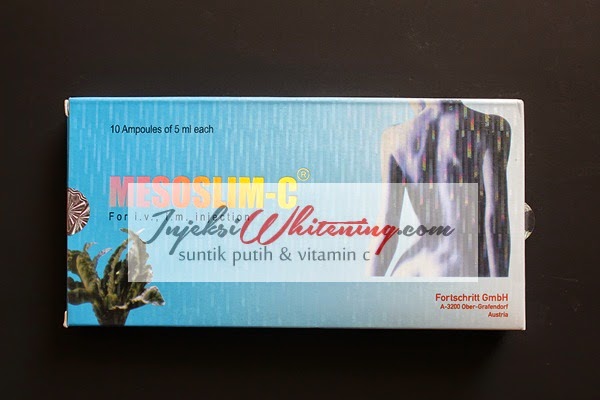 10 Ampoules of 5 ml each
MESOSLIM-C®
For i.v., i.m. injection
InjeksiWhitening.com
suntik putih & vitamin c
Fortschritt GmbH
A-3200 Ober-Grafendorf
Austria